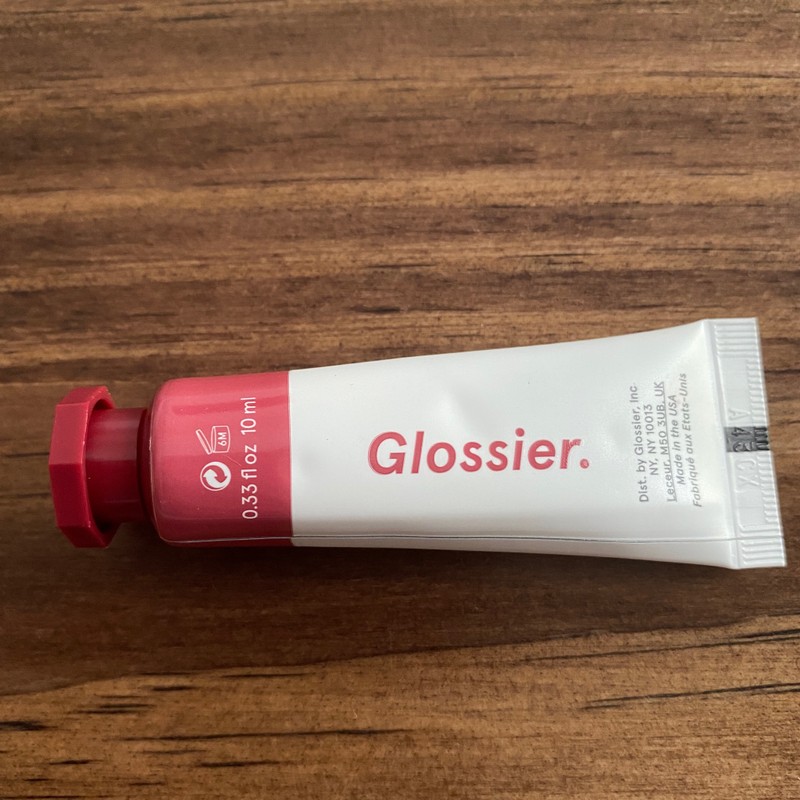 Glossier.
6M
0.33 fl oz 10 ml
Dist. by Glossier, Inc
NY, NY 10013
Leceur, M50 3UB, UK
Made in the USA
Fabriqué aux États-Unis